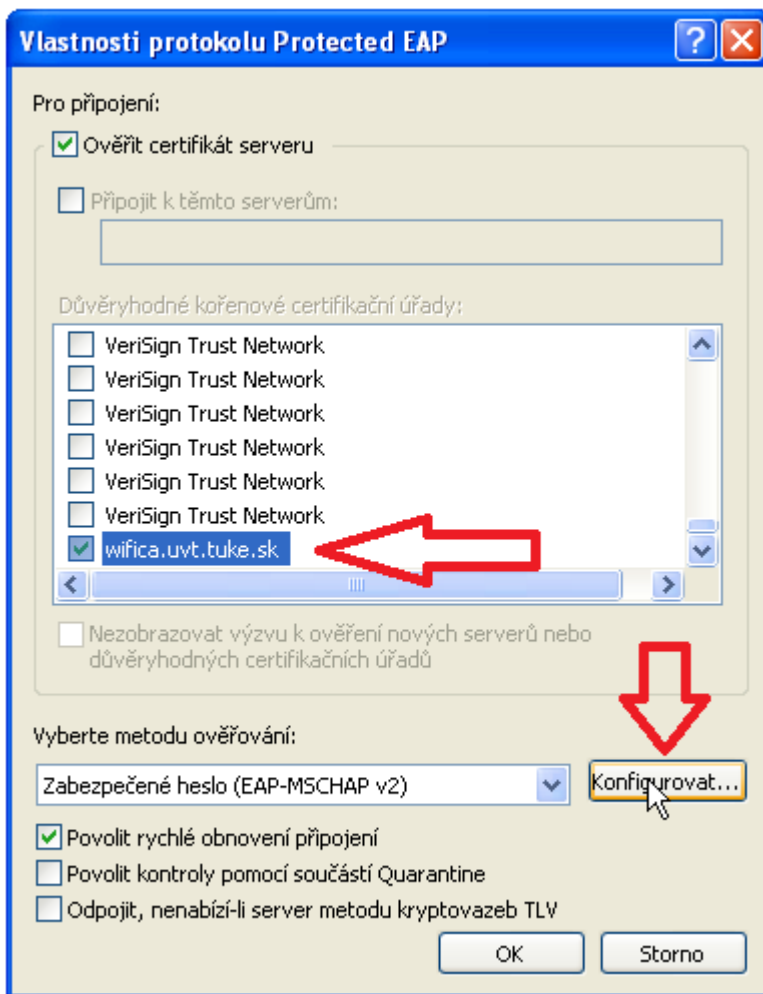 Vlastnosti protokolu Protected EAP
Pro připojení:
Ověřit certifikát serveru
Připojit k těmto serverům:
Důvěryhodné kořenové certifikační úřady:
VeriSign Trust Network
VeriSign Trust Network
VeriSign Trust Network
VeriSign Trust Network
VeriSign Trust Network
VeriSign Trust Network
wifica.uvt.tuke.sk
Nezobrazovat výzvu k ověření nových serverů nebo
důvěryhodných certifikačních úřadů
Vyberte metodu ověřování:
Zabezpečené heslo (EAP-MSCHAP v2)
Konfigurovat...
Povolit rychlé obnovení připojení
Povolit kontroly pomocí součástí Quarantine
Odpojit, nenabízí-li server metodu kryptovazeb TLV
OK
Storno